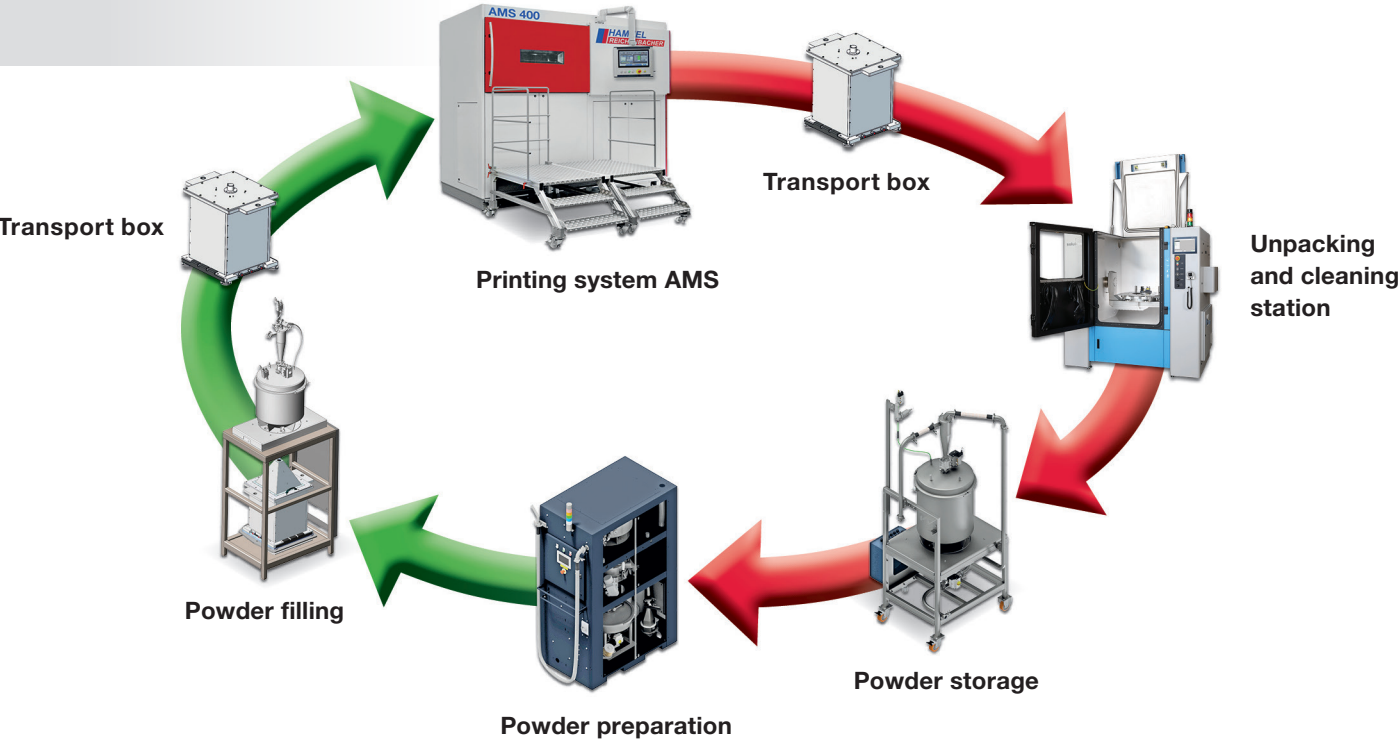 AMS 400
HAMUEL
REICHENBACHER
Transport box
Transport box
Printing system AMS
Unpacking
and cleaning
station
Powder filling
Powder storage
Powder preparation